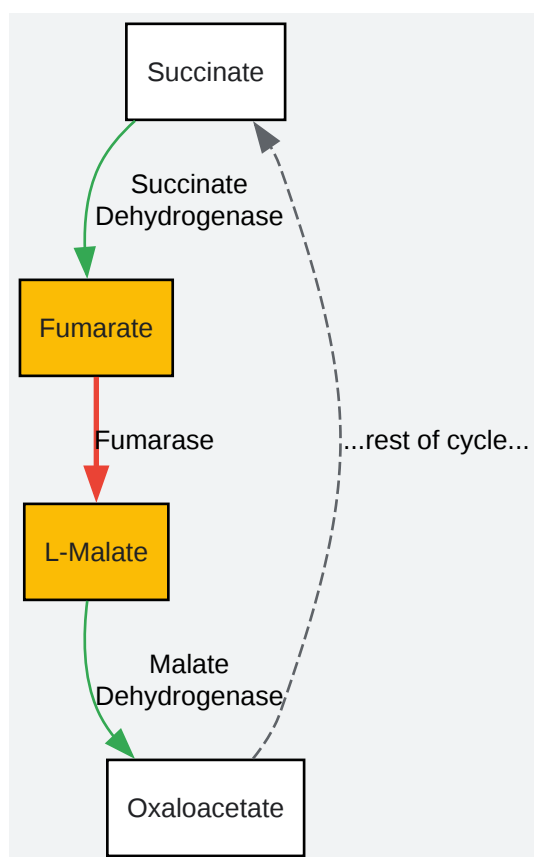 Succinate
Succinate
Dehydrogenase
Fumarate
Fumarase
...rest of cycle...
L-Malate
Malate
Dehydrogenase
Oxaloacetate